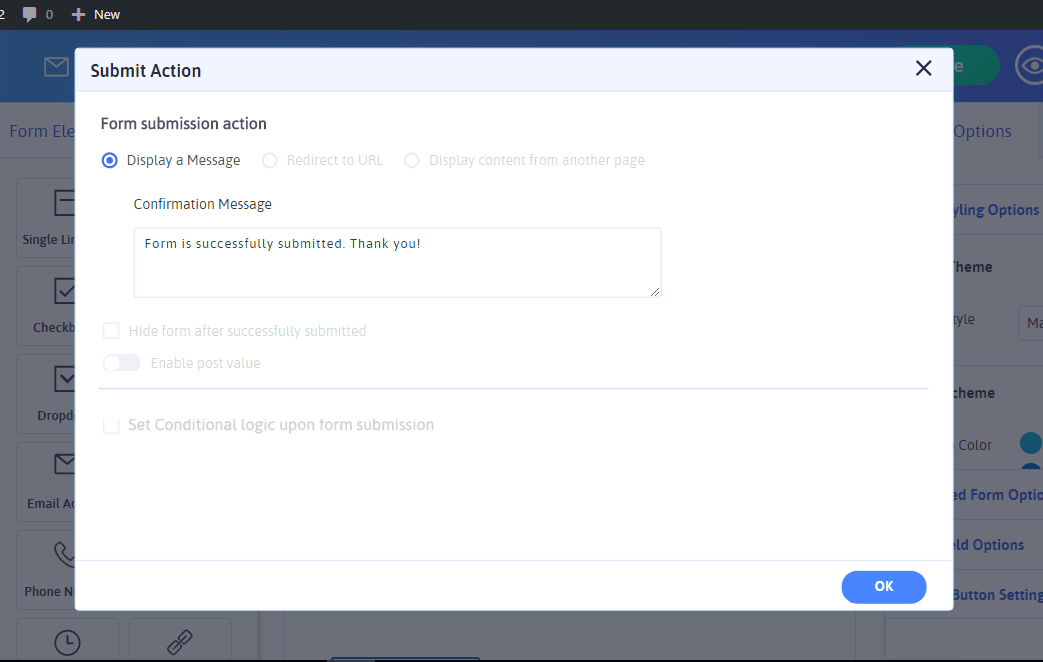 2 0 New
Submit Action
Form submission action
Display a Message Redirect to URL Display content from another page
Confirmation Message
Form is successfully submitted. Thank you!
Hide form after successfully submitted
Enable post value
Set Conditional logic upon form submission
OK
Form Ele
Single Lin
Checkb
Dropd
Email Ad
Phone N
e
Options
yling Options
heme
tyle
Ma
cheme
Color
ed Form Optio
eld Options
Button Setting